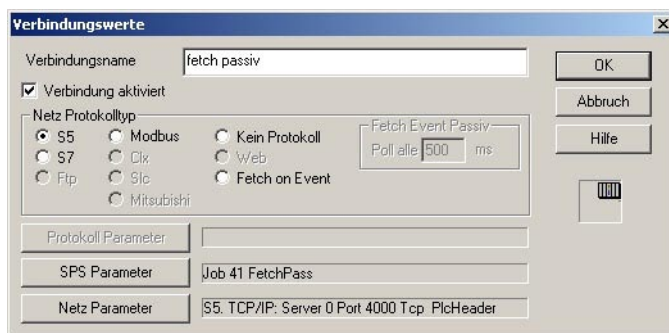 Verbindungswerte
Verbindungsname fetch passiv
OK
Verbindung aktiviert
Abbruch
Netz Protokolltyp
Fetch Event Passiv
S5 Modbus Kein Protokoll
Poll alle 500 ms
Hilfe
S7 Clx Web
Ftp Slc Fetch on Event
Mitsubishi
Protokoll Parameter
SPS Parameter Job 41 FetchPass
Netz Parameter S5. TCP/IP: Server 0 Port 4000 Tcp PlcHeader